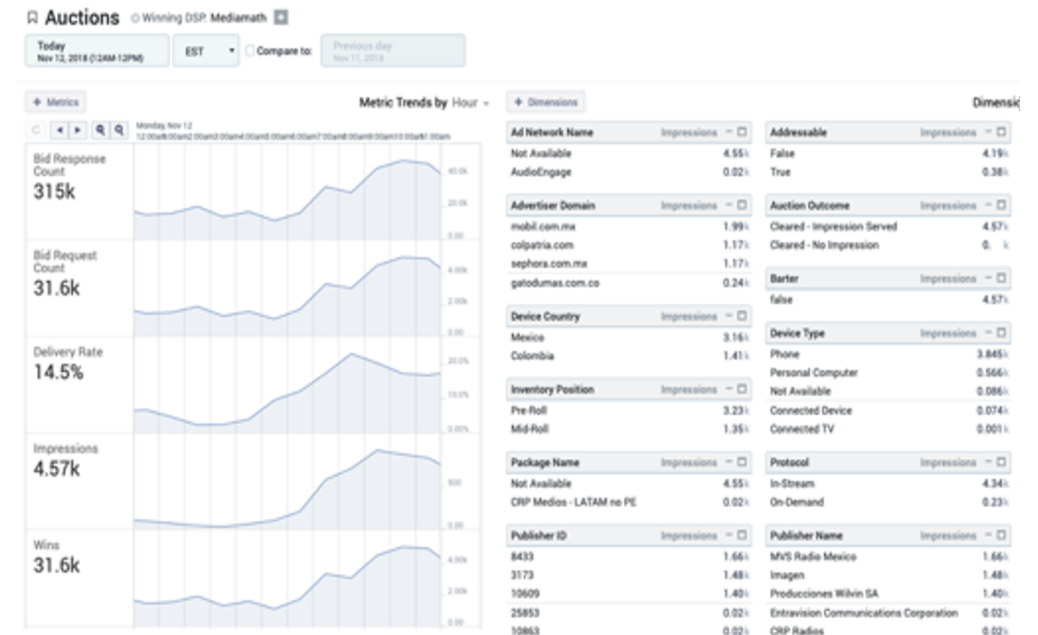 Auctions Winning DSP: Mediamath
Today
Nov 12, 2018 (12AM-12PM)
EST
Compare to:
Previous day
Nov 11, 2018
+ Metrics
Metric Trends by Hour
Monday, Nov 12
Bid Response Count
315k
40.0k
20.0k
0.00
Bid Request Count
31.6k
4.00k
2.00k
0.00
Delivery Rate
14.5%
20.0%
10.0%
0.00%
Impressions
4.57k
500
0.00
Wins
31.6k
4.00k
2.00k
0.00
+ Dimensions
Ad Network Name Impressions
Not Available 4.55k
AudioEngage 0.02k
Advertiser Domain Impressions
mobil.com.mx 1.99k
colpatria.com 1.17k
sephora.com.mx 1.17k
gatodumas.com.co 0.24k
Device Country Impressions
Mexico 3.16k
Colombia 1.41k
Inventory Position Impressions
Pre-Roll 3.23k
Mid-Roll 1.35k
Package Name Impressions
Not Available 4.55k
CRP Medios - LATAM no PE 0.02k
Publisher ID Impressions
8433 1.66k
3173 1.48k
10609 1.40k
25853 0.02k
10863 0.02k
Dimensic
Addressable Impressions
False 4.19k
True 0.38k
Auction Outcome Impressions
Cleared - Impression Served 4.57k
Cleared - No Impression 0. k
Barter Impressions
false 4.57k
Device Type Impressions
Phone 3.845k
Personal Computer 0.566k
Not Available 0.086k
Connected Device 0.074k
Connected TV 0.001k
Protocol Impressions
In-Stream 4.34k
On-Demand 0.23k
Publisher Name Impressions
MVS Radio Mexico 1.66k
Imagen 1.48k
Producciones Wilvin SA 1.40k
Entravision Communications Corporation 0.02k
CRP Radios 0.02k